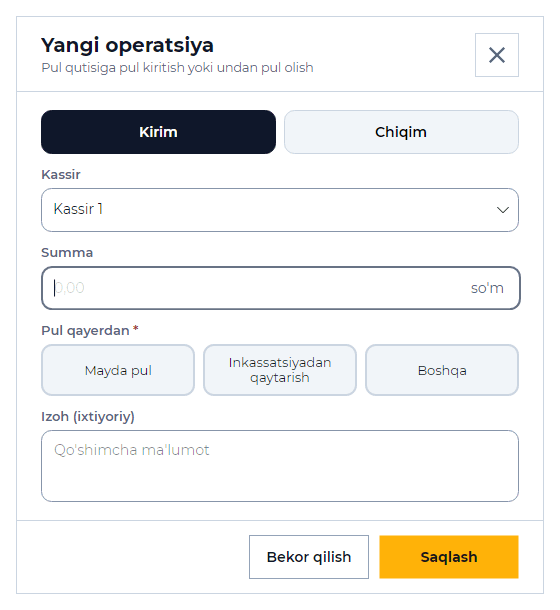 Yangi operatsiya
Pul qutisiga pul kiritish yoki undan pul olish
Kirim
Chiqim
Kassir
Kassir 1
Summa
0,00
so'm
Pul qayerdan *
Mayda pul
Inkassatsiyadan
qaytarish
Boshqa
Izoh (ixtiyoriy)
Qo'shimcha ma'lumot
Bekor qilish
Saqlash